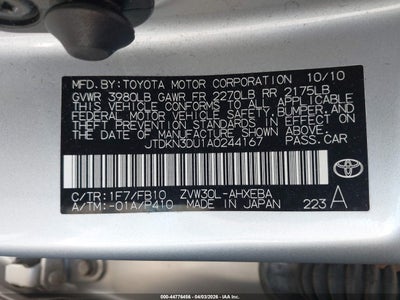 MFD. BY: TOYOTA MOTOR CORPORATION 10/10
GVWR 3980LB GAWR FR 2270LB RR 2175LB
THIS VEHICLE CONFORMS TO ALL APPLICABLE
FEDERAL MOTOR VEHICLE SAFETY, BUMPER, AND
THEFT PREVENTION STANDARDS IN EFFECT ON
THE DATE OF MANUFACTURE SHOWN ABOVE.
JTDKN3DU1A0244167 PASS.CAR
C/TR: 1F7/FB10 ZVW30L-AHXEBA
A/TM: -01A/P410 MADE IN JAPAN 223 A
© 000-44776456 - 04/03/2026 - IAAI